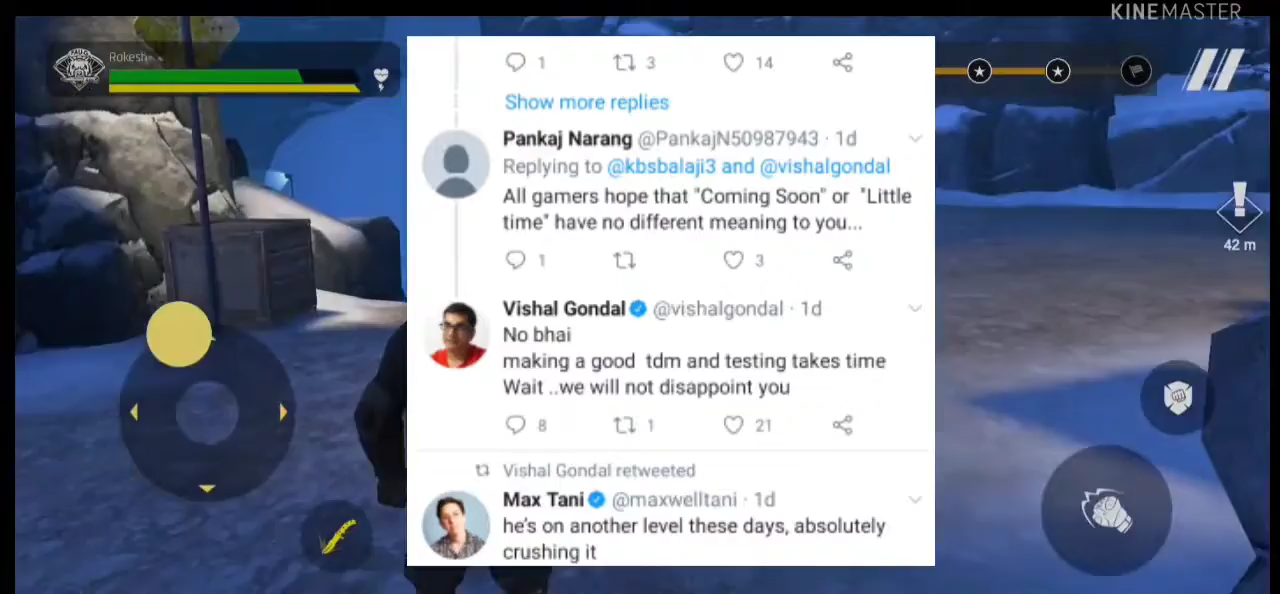 KINEMASTER
Rokesh
1 3 14
Show more replies
Pankaj Narang @PankajN50987943 · 1d
Replying to @kbsbalaji3 and @vishalgondal
All gamers hope that "Coming Soon" or "Little
time" have no different meaning to you...
1 3
Vishal Gondal @vishalgondal · 1d
No bhai
making a good tdm and testing takes time
Wait ..we will not disappoint you
8 1 21
Vishal Gondal retweeted
Max Tani @maxwelltani · 1d
he's on another level these days, absolutely
crushing it
42 m